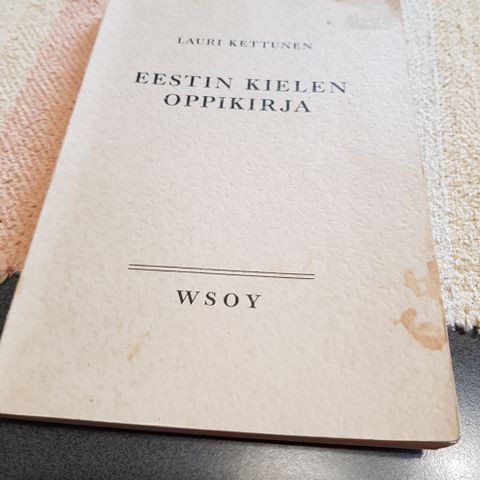 LAURI KETTUNEN
EESTIN KIELEN
OPPIKIRJA
WSOY